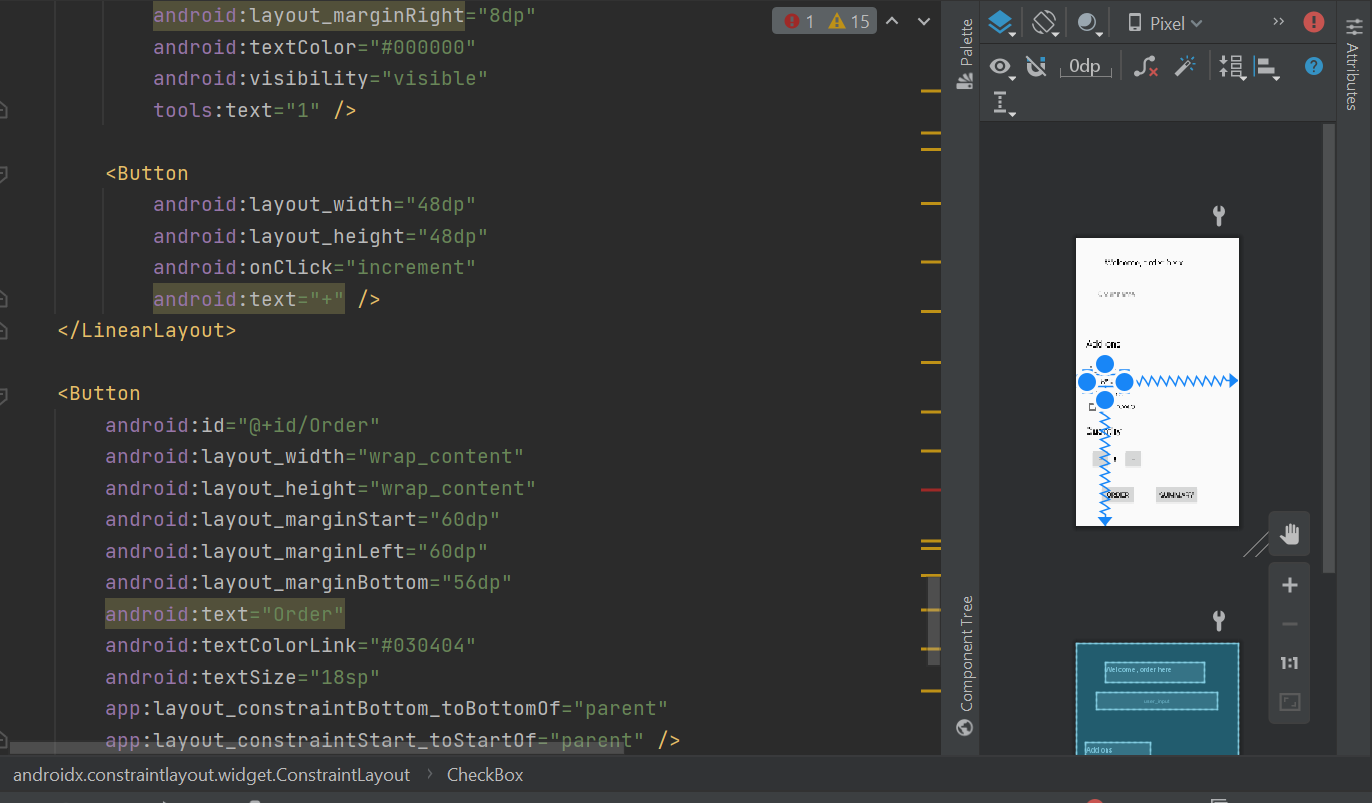 android:layout_marginRight="8dp"
android:textColor="#000000"
android:visibility="visible"
tools:text="1" />
<Button
android:layout_width="48dp"
android:layout_height="48dp"
android:onClick="increment"
android:text="+" />
</LinearLayout>
<Button
android:id="@+id/Order"
android:layout_width="wrap_content"
android:layout_height="wrap_content"
android:layout_marginStart="60dp"
android:layout_marginLeft="60dp"
android:layout_marginBottom="56dp"
android:text="Order"
android:textColorLink="#030404"
android:textSize="18sp"
app:layout_constraintBottom_toBottomOf="parent"
app:layout_constraintStart_toStartOf="parent" />
androidx.constraintlayout.widget.ConstraintLayout › CheckBox
1 15
Palette
Component Tree
Pixel
0dp
Attributes
Welcome, order here
Add ons
ORDER
SUMMARY
1:1
Welcome, order here
user_input
Add ons